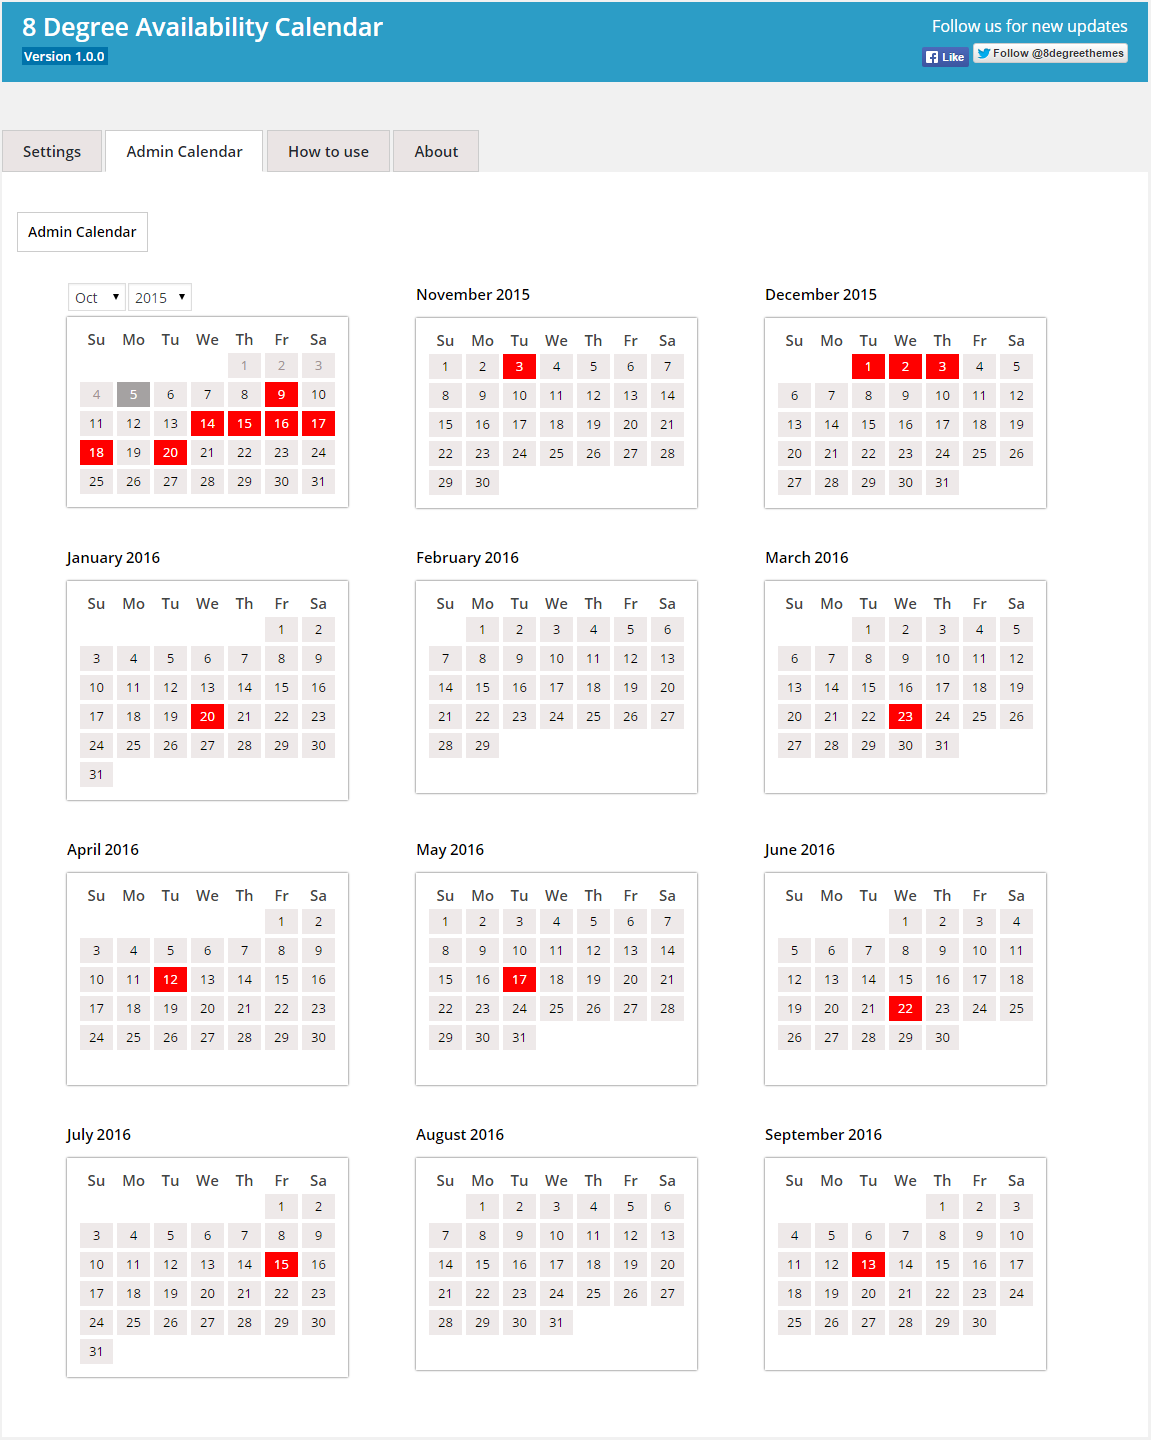 8 Degree Availability Calendar
Version 1.0.0
Follow us for new updates
Like Follow @8degreethemes
Settings Admin Calendar How to use About
Admin Calendar
Oct 2015
Su Mo Tu We Th Fr Sa
1 2 3
4 5 6 7 8 9 10
11 12 13 14 15 16 17
18 19 20 21 22 23 24
25 26 27 28 29 30 31
November 2015
Su Mo Tu We Th Fr Sa
1 2 3 4 5 6 7
8 9 10 11 12 13 14
15 16 17 18 19 20 21
22 23 24 25 26 27 28
29 30
December 2015
Su Mo Tu We Th Fr Sa
1 2 3 4 5
6 7 8 9 10 11 12
13 14 15 16 17 18 19
20 21 22 23 24 25 26
27 28 29 30 31
January 2016
Su Mo Tu We Th Fr Sa
1 2
3 4 5 6 7 8 9
10 11 12 13 14 15 16
17 18 19 20 21 22 23
24 25 26 27 28 29 30
31
February 2016
Su Mo Tu We Th Fr Sa
1 2 3 4 5 6
7 8 9 10 11 12 13
14 15 16 17 18 19 20
21 22 23 24 25 26 27
28 29
March 2016
Su Mo Tu We Th Fr Sa
1 2 3 4 5
6 7 8 9 10 11 12
13 14 15 16 17 18 19
20 21 22 23 24 25 26
27 28 29 30 31
April 2016
Su Mo Tu We Th Fr Sa
1 2
3 4 5 6 7 8 9
10 11 12 13 14 15 16
17 18 19 20 21 22 23
24 25 26 27 28 29 30
May 2016
Su Mo Tu We Th Fr Sa
1 2 3 4 5 6 7
8 9 10 11 12 13 14
15 16 17 18 19 20 21
22 23 24 25 26 27 28
29 30 31
June 2016
Su Mo Tu We Th Fr Sa
1 2 3 4
5 6 7 8 9 10 11
12 13 14 15 16 17 18
19 20 21 22 23 24 25
26 27 28 29 30
July 2016
Su Mo Tu We Th Fr Sa
1 2
3 4 5 6 7 8 9
10 11 12 13 14 15 16
17 18 19 20 21 22 23
24 25 26 27 28 29 30
31
August 2016
Su Mo Tu We Th Fr Sa
1 2 3 4 5 6
7 8 9 10 11 12 13
14 15 16 17 18 19 20
21 22 23 24 25 26 27
28 29 30 31
September 2016
Su Mo Tu We Th Fr Sa
1 2 3
4 5 6 7 8 9 10
11 12 13 14 15 16 17
18 19 20 21 22 23 24
25 26 27 28 29 30